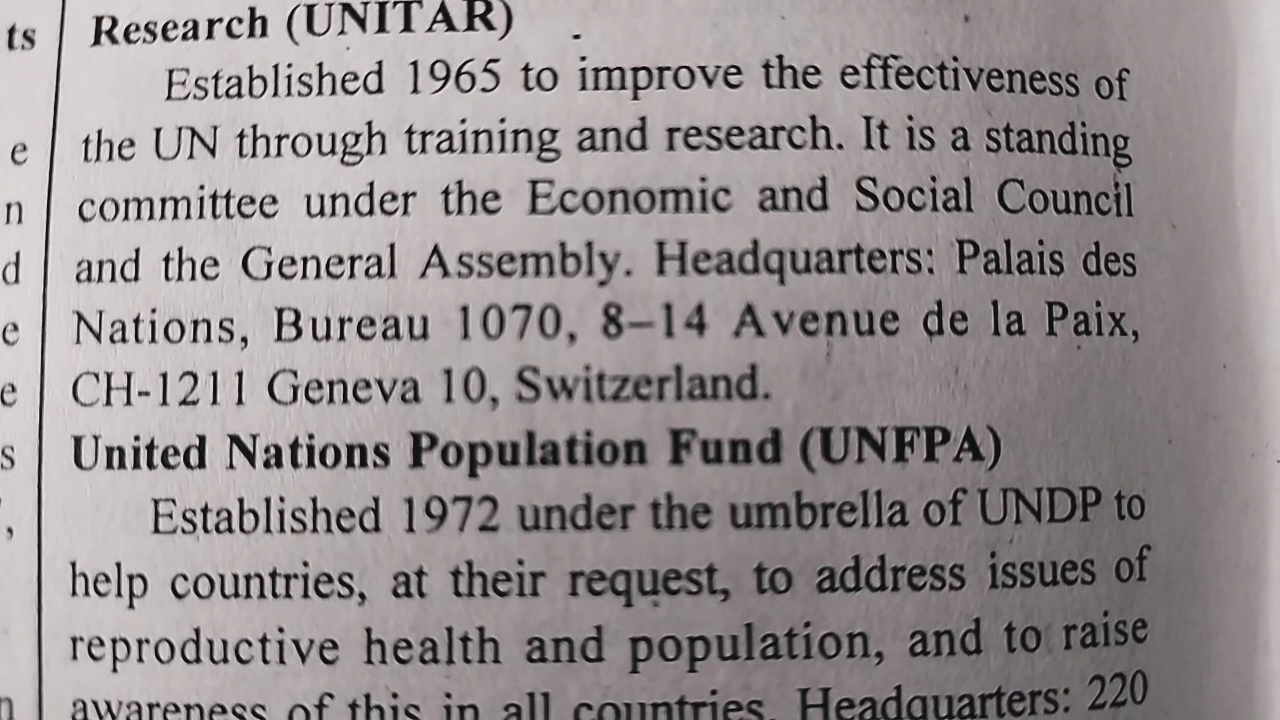 ts
e
n
d
e
e
s
,
n
Research (UNITAR)
Established 1965 to improve the effectiveness of
the UN through training and research. It is a standing
committee under the Economic and Social Council
and the General Assembly. Headquarters: Palais des
Nations, Bureau 1070, 8–14 Avenue de la Paix,
CH-1211 Geneva 10, Switzerland.
United Nations Population Fund (UNFPA)
Established 1972 under the umbrella of UNDP to
help countries, at their request, to address issues of
reproductive health and population, and to raise
awareness of this in all countries. Headquarters: 220